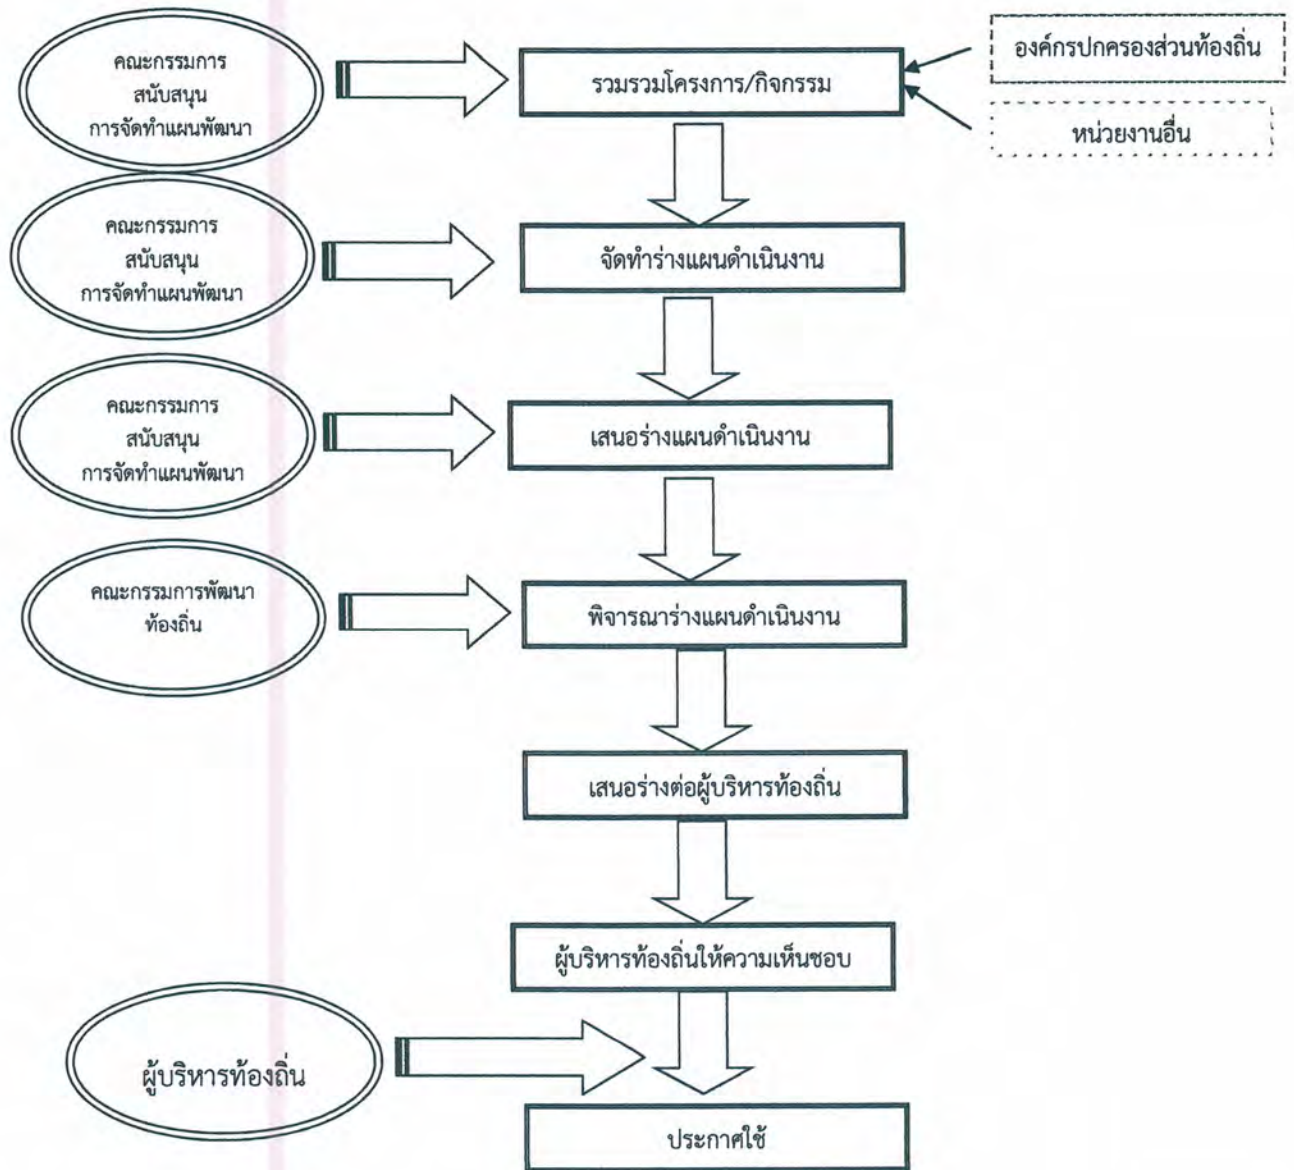 คณะกรรมการ
สนับสนุน
การจัดทำแผนพัฒนา
รวมรวมโครงการ/กิจกรรม
องค์กรปกครองส่วนท้องถิ่น
หน่วยงานอื่น
คณะกรรมการ
สนับสนุน
การจัดทำแผนพัฒนา
จัดทำร่างแผนดำเนินงาน
คณะกรรมการ
สนับสนุน
การจัดทำแผนพัฒนา
เสนอร่างแผนดำเนินงาน
คณะกรรมการพัฒนา
ท้องถิ่น
พิจารณาร่างแผนดำเนินงาน
เสนอร่างต่อผู้บริหารท้องถิ่น
ผู้บริหารท้องถิ่นให้ความเห็นชอบ
ผู้บริหารท้องถิ่น
ประกาศใช้